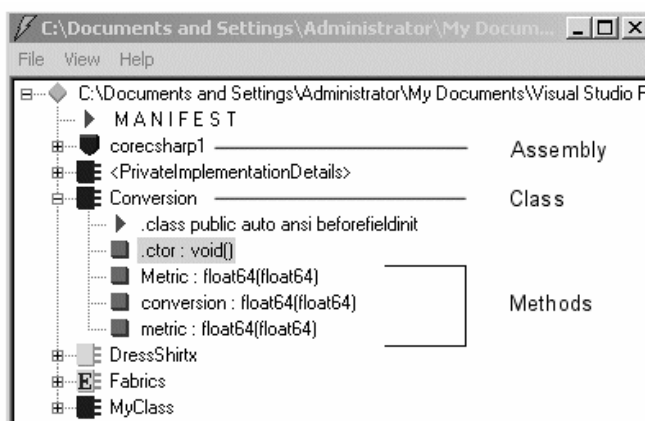 C:\Documents and Settings\Administrator\My Docum...
File View Help
C:\Documents and Settings\Administrator\My Documents\Visual Studio P
MANIFEST
corecsharp1 Assembly
<PrivateImplementationDetails>
Conversion Class
.class public auto ansi beforefieldinit
.ctor : void()
Metric : float64(float64)
conversion : float64(float64) Methods
metric : float64(float64)
DressShirtx
E Fabrics
MyClass